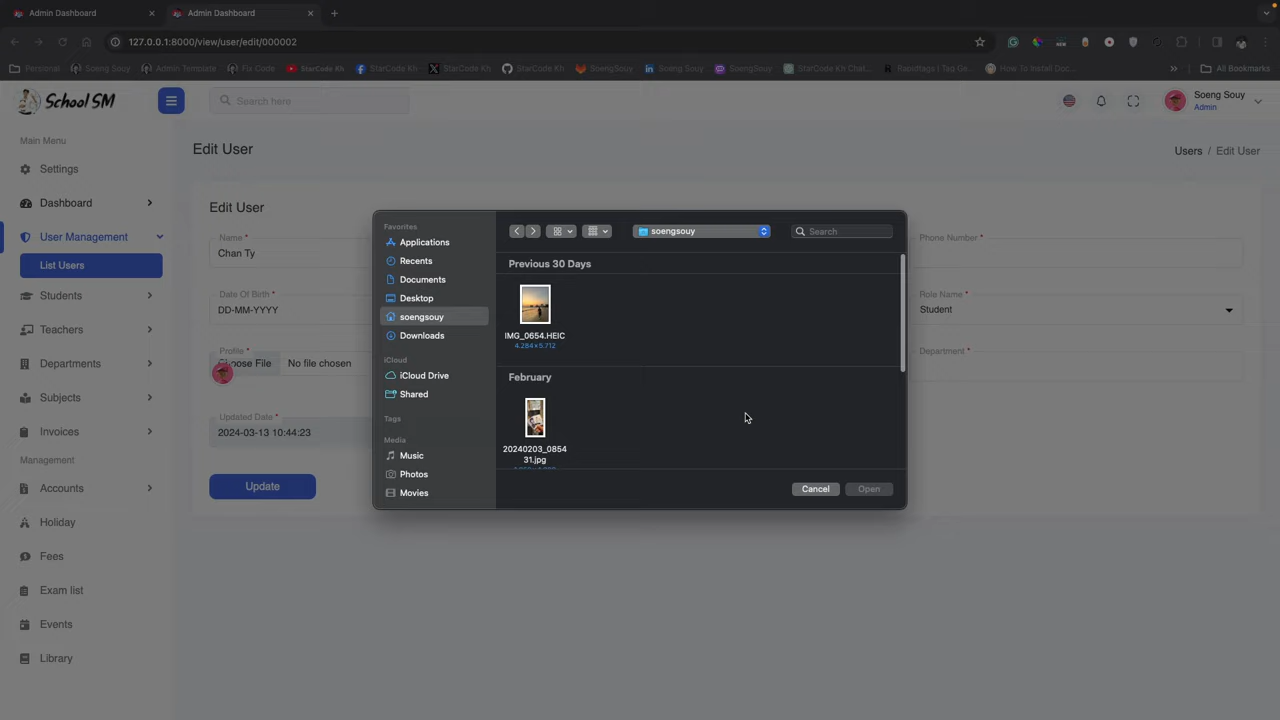 Admin Dashboard
Admin Dashboard
127.0.0.1:8000/view/user/edit/000002
Personal
Soeng Souy
Admin Template
Fix Code
StarCode Kh
StarCode Kh
StarCode Kh
StarCode Kh
SoengSouy
Soeng Souy
SoengSouy
StarCode Kh Chat...
Rapidtags | Tag Ge...
How To Install Doc...
All Bookmarks
School SM
Search here
Soeng Souy
Admin
Main Menu
Settings
Dashboard
User Management
List Users
Students
Teachers
Departments
Subjects
Invoices
Management
Accounts
Holiday
Fees
Exam list
Events
Library
Edit User
Users / Edit User
Edit User
Name *
Chan Ty
Phone Number *
Date Of Birth *
DD-MM-YYYY
Role Name *
Student
Profile *
Choose File
No file chosen
Department *
Updated Date *
2024-03-13 10:44:23
Update
Favorites
Applications
Recents
Documents
Desktop
soengsouy
Downloads
iCloud
iCloud Drive
Shared
Tags
Media
Music
Photos
Movies
soengsouy
Search
Previous 30 Days
IMG_0654.HEIC
4.284×5.712
February
20240203_0854
31.jpg
Cancel
Open